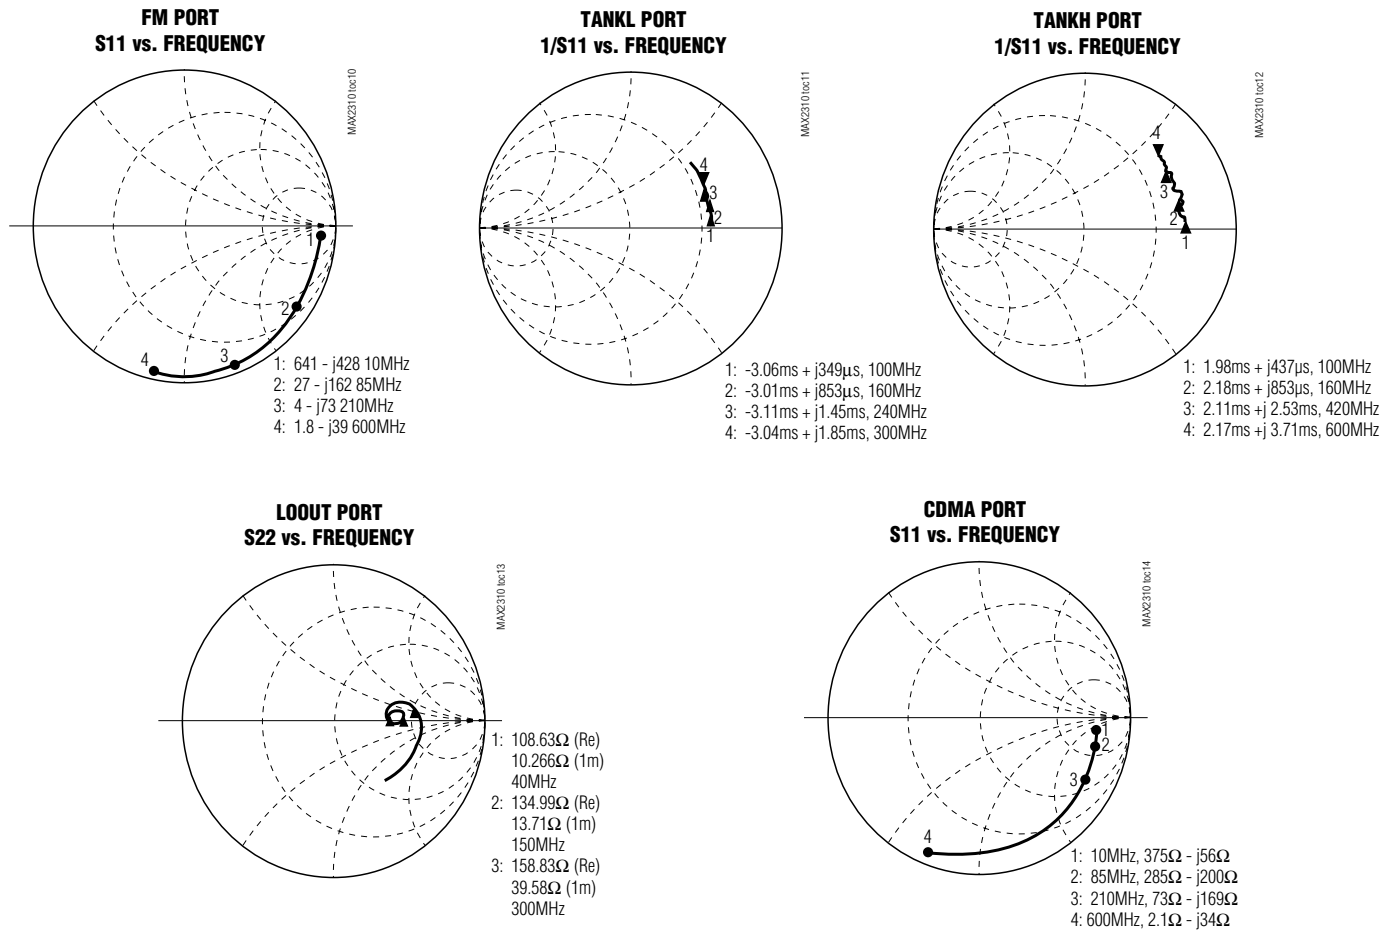 FM PORT
S11 vs. FREQUENCY
MAX2310 toc10
1
2
3
4
1: 641 - j428 10MHz
2: 27 - j162 85MHz
3: 4 - j73 210MHz
4: 1.8 - j39 600MHz
TANKL PORT
1/S11 vs. FREQUENCY
MAX2310 toc11
4
3
2
1
1: -3.06ms + j349μs, 100MHz
2: -3.01ms + j853μs, 160MHz
3: -3.11ms + j1.45ms, 240MHz
4: -3.04ms + j1.85ms, 300MHz
TANKH PORT
1/S11 vs. FREQUENCY
MAX2310 toc12
4
3
2
1
1: 1.98ms + j437μs, 100MHz
2: 2.18ms + j853μs, 160MHz
3: 2.11ms +j 2.53ms, 420MHz
4: 2.17ms +j 3.71ms, 600MHz
LOOUT PORT
S22 vs. FREQUENCY
MAX2310 toc13
1: 108.63Ω (Re)
10.266Ω (1m)
40MHz
2: 134.99Ω (Re)
13.71Ω (1m)
150MHz
3: 158.83Ω (Re)
39.58Ω (1m)
300MHz
CDMA PORT
S11 vs. FREQUENCY
MAX2310 toc14
1
2
3
4
1: 10MHz, 375Ω - j56Ω
2: 85MHz, 285Ω - j200Ω
3: 210MHz, 73Ω - j169Ω
4: 600MHz, 2.1Ω - j34Ω